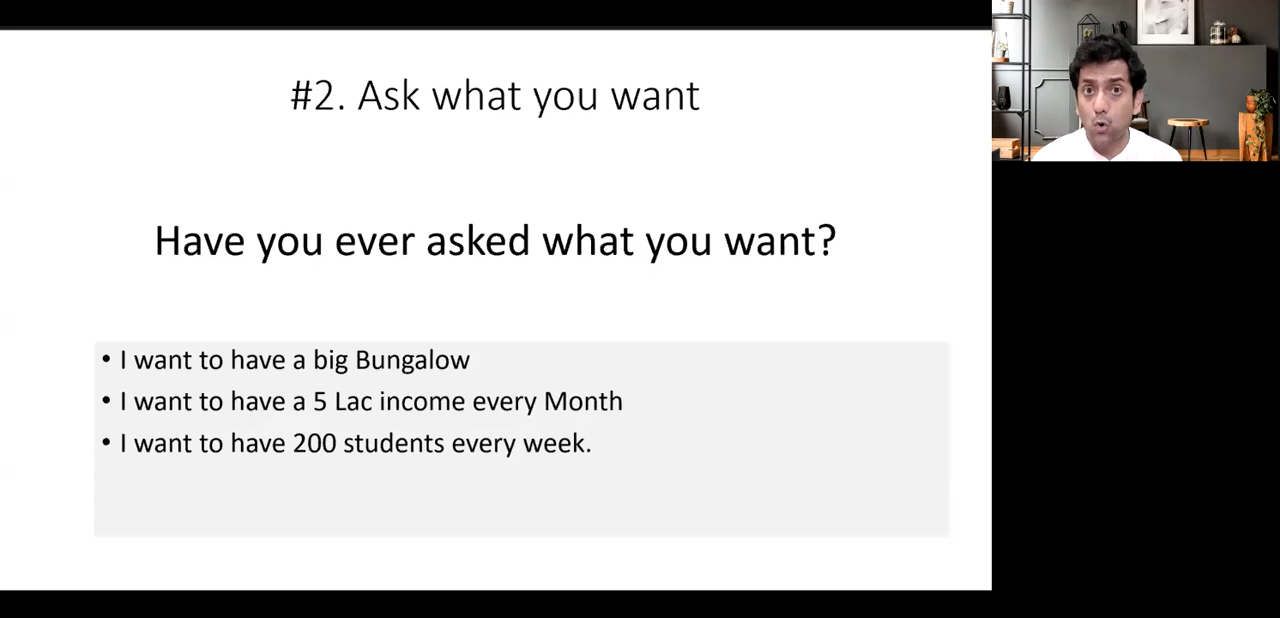 #2. Ask what you want
Have you ever asked what you want?
• I want to have a big Bungalow
• I want to have a 5 Lac income every Month
• I want to have 200 students every week.